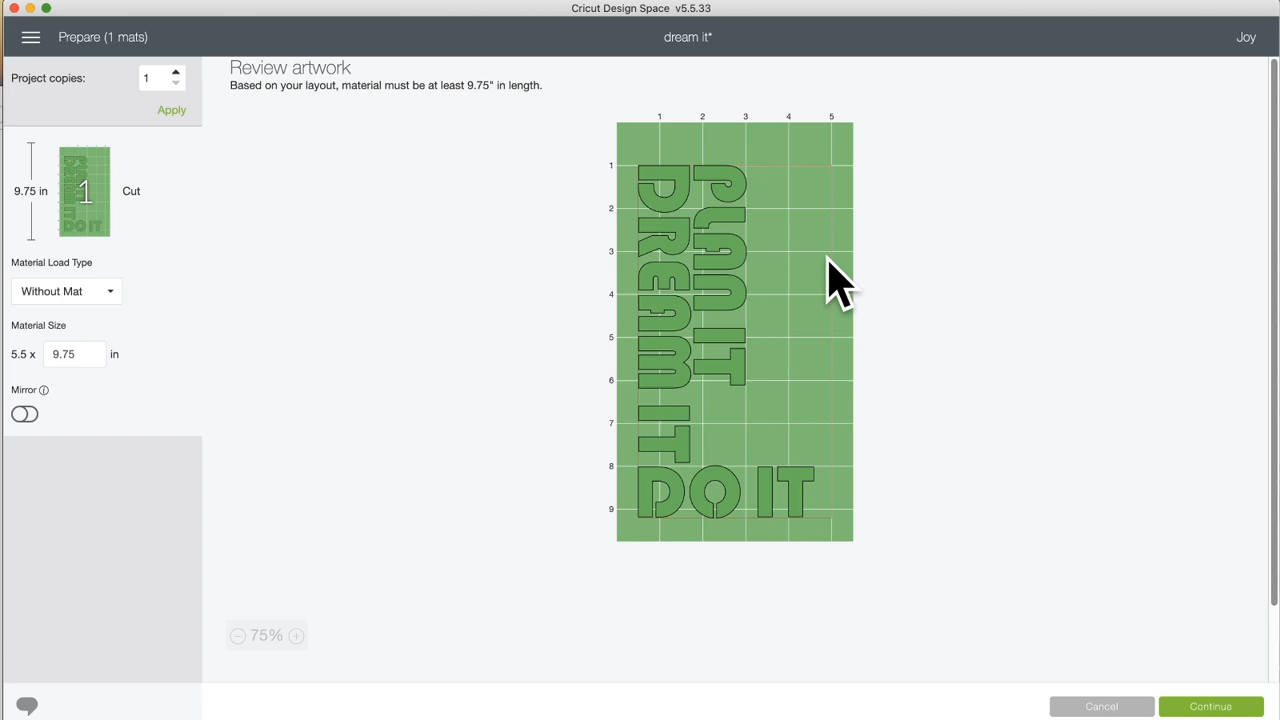 Cricut Design Space v5.5.33
Prepare (1 mats)
dream it*
Joy
Project copies:
1
Apply
9.75 in
1
Cut
Material Load Type
Without Mat
Material Size
5.5 x 9.75 in
Mirror
Review artwork
Based on your layout, material must be at least 9.75" in length.
1 2 3 4 5
1
2
3
4
5
6
7
8
9
PLAN IT
DREAM IT
DO IT
75%
Cancel
Continue